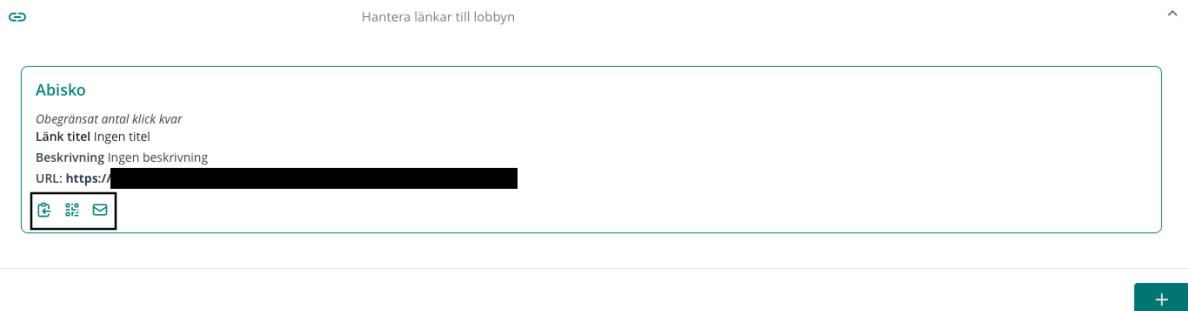 Hantera länkar till lobbyn
Abisko
Obegränsat antal klick kvar
Länk titel Ingen titel
Beskrivning Ingen beskrivning
URL: https://